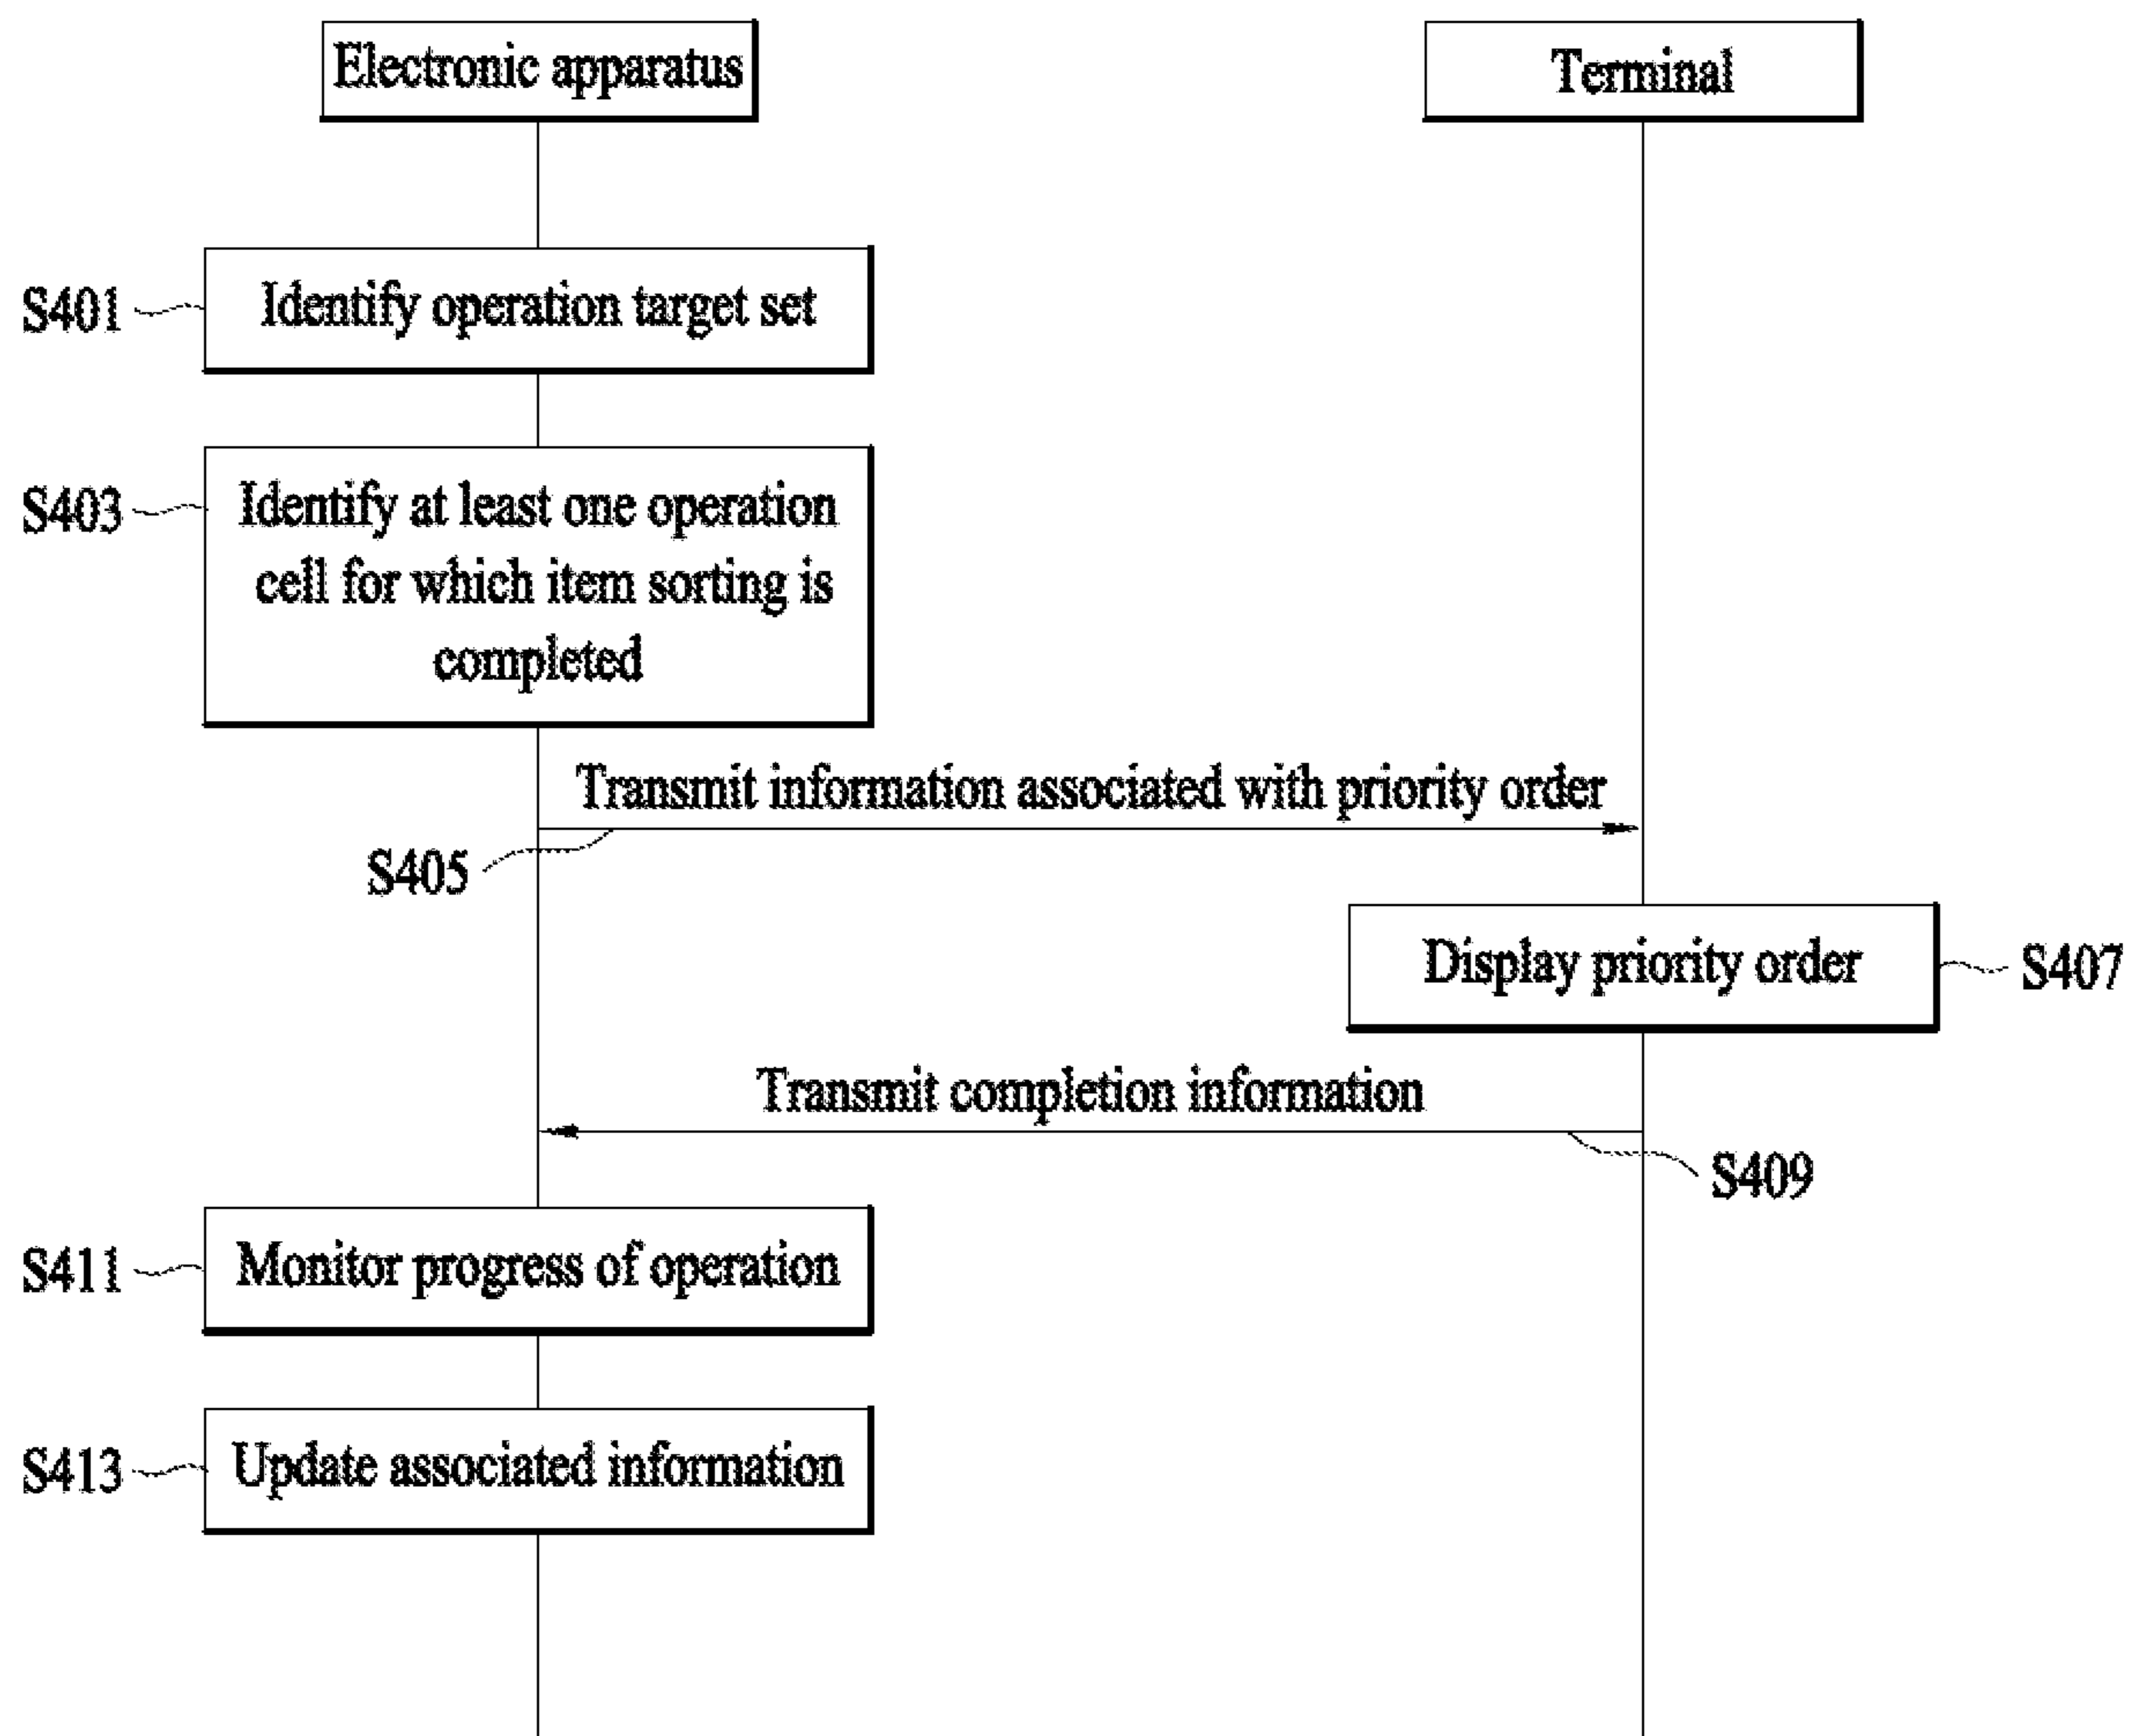 Electronic apparatus
Terminal
S401
Identify operation target set
S403
Identify at least one operation
cell for which item sorting is
completed
Transmit information associated with priority order
S405
Display priority order
S407
Transmit completion information
S409
S411
Monitor progress of operation
S413
Update associated information